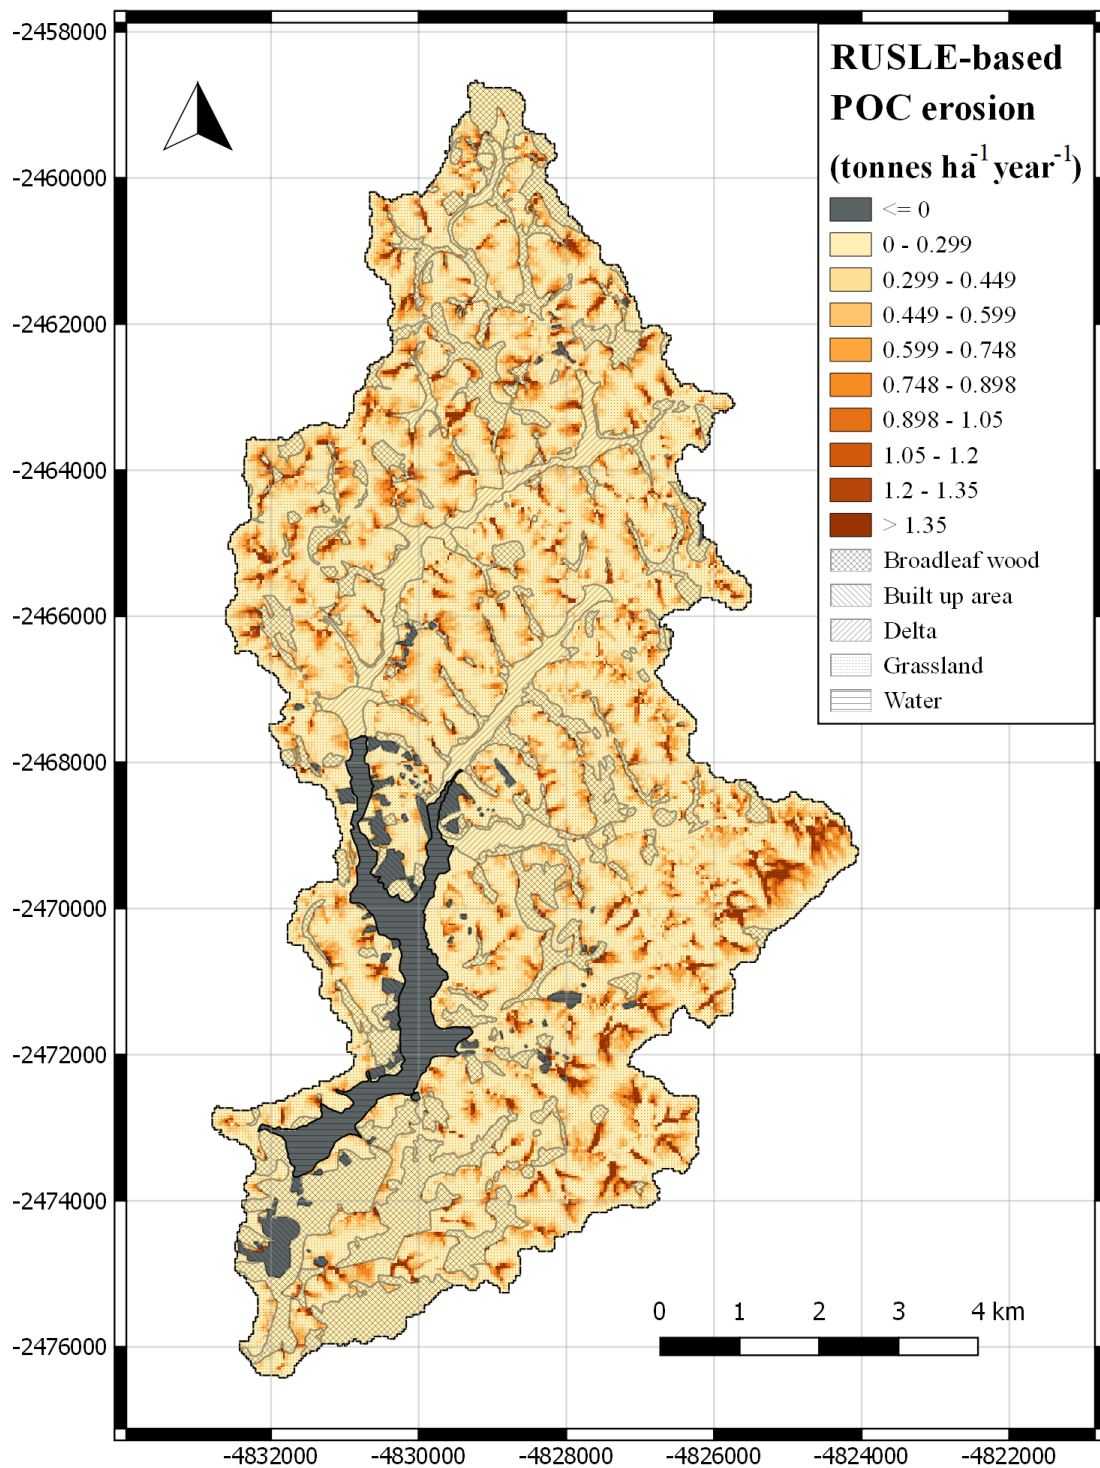 -2458000
RUSLE-based
POC erosion
(tonnes ha⁻¹ year⁻¹)
<= 0
0 - 0.299
0.299 - 0.449
0.449 - 0.599
0.599 - 0.748
0.748 - 0.898
0.898 - 1.05
1.05 - 1.2
1.2 - 1.35
> 1.35
Broadleaf wood
Built up area
Delta
Grassland
Water
-2460000
-2462000
-2464000
-2466000
-2468000
-2470000
-2472000
-2474000
-2476000
0 1 2 3 4 km
-4832000 -4830000 -4828000 -4826000 -4824000 -4822000